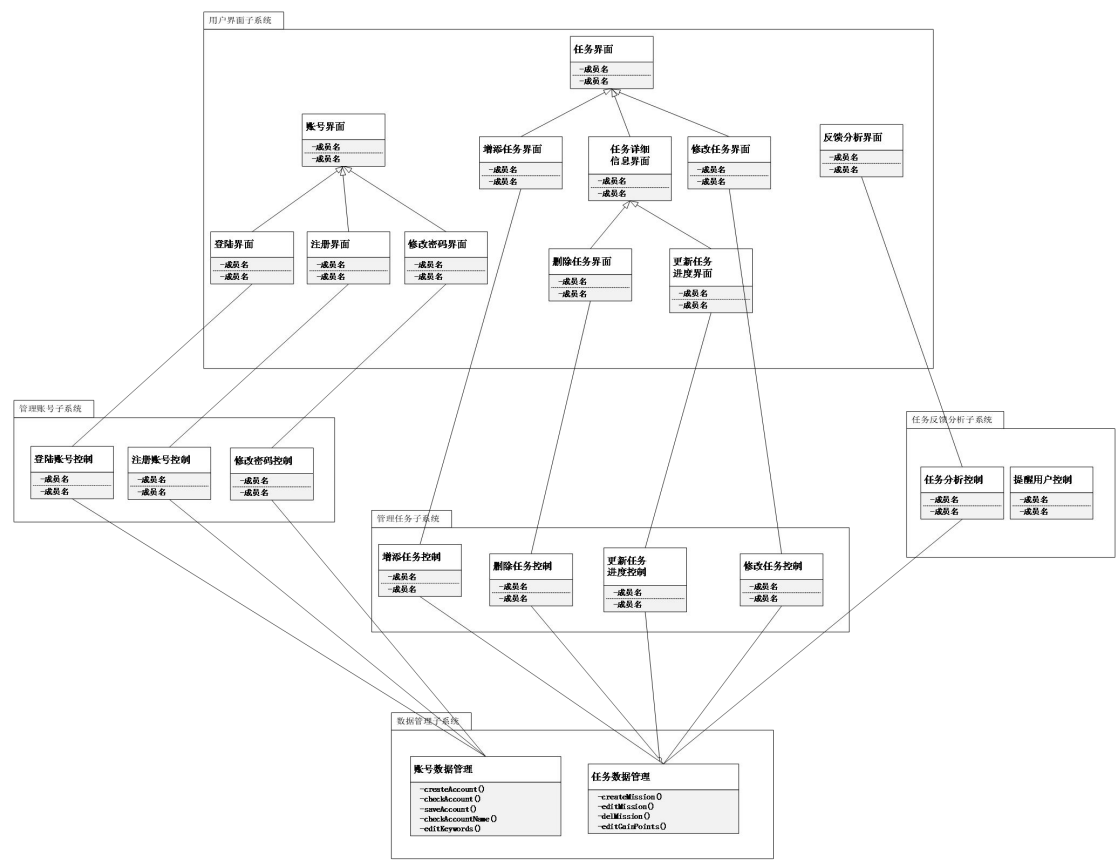 用户界面子系统
任务界面
-成员名
-成员名
账号界面
-成员名
-成员名
增添任务界面
-成员名
-成员名
任务详细
信息界面
-成员名
-成员名
修改任务界面
-成员名
-成员名
反馈分析界面
-成员名
-成员名
登陆界面
-成员名
-成员名
注册界面
-成员名
-成员名
修改密码界面
-成员名
-成员名
删除任务界面
-成员名
-成员名
更新任务
进度界面
-成员名
-成员名
管理账号子系统
登陆账号控制
-成员名
-成员名
注册账号控制
-成员名
-成员名
修改密码控制
-成员名
-成员名
任务反馈分析子系统
任务分析控制
-成员名
-成员名
提醒用户控制
-成员名
-成员名
管理任务子系统
增添任务控制
-成员名
-成员名
删除任务控制
-成员名
-成员名
更新任务
进度控制
-成员名
-成员名
修改任务控制
-成员名
-成员名
数据管理子系统
账号数据管理
-createAccount()
-checkAccount()
-saveAccount()
-checkAccountName()
-editKeywords()
任务数据管理
-createMission()
-editMission()
-delMission()
-editGainPoints()